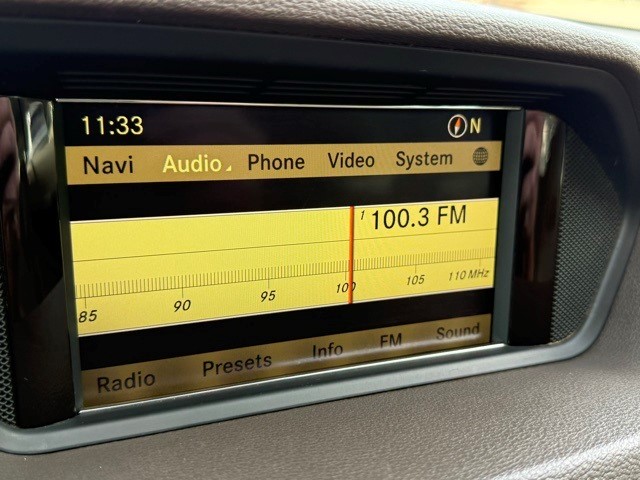 11:33 N
Navi Audio Phone Video System
1 100.3 FM
85 90 95 100 105 110 MHz
Radio Presets Info FM Sound